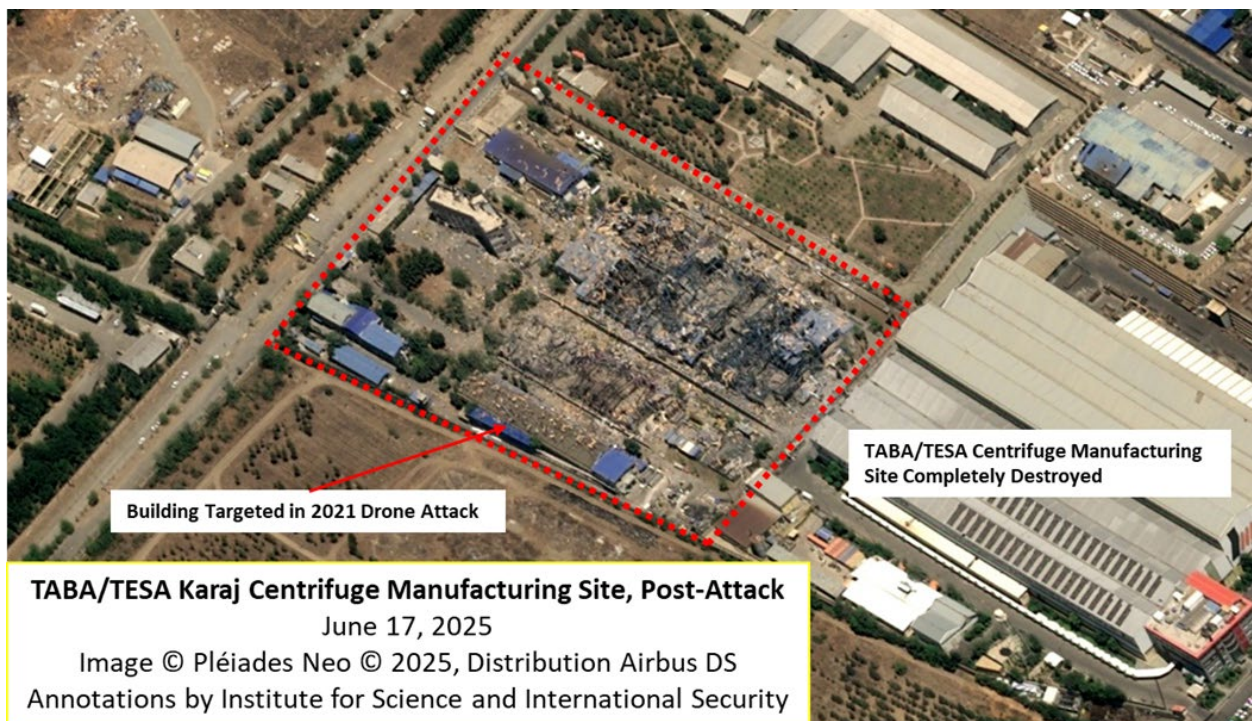 TABA/TESA Centrifuge Manufacturing
Site Completely Destroyed
Building Targeted in 2021 Drone Attack
TABA/TESA Karaj Centrifuge Manufacturing Site, Post-Attack
June 17, 2025
Image © Pléiades Neo © 2025, Distribution Airbus DS
Annotations by Institute for Science and International Security